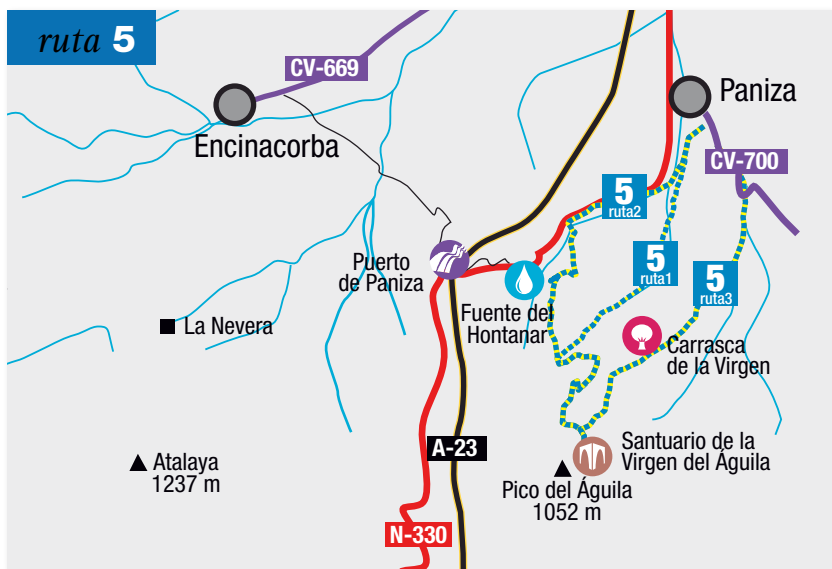 ruta 5
CV-669
Encinacorba
Paniza
CV-700
5
ruta2
5
ruta1
5
ruta3
Puerto
de Paniza
Fuente del
Hontanar
La Nevera
Carrasca
de la Virgen
Atalaya
1237 m
A-23
Santuario de la
Virgen del Águila
Pico del Águila
1052 m
N-330